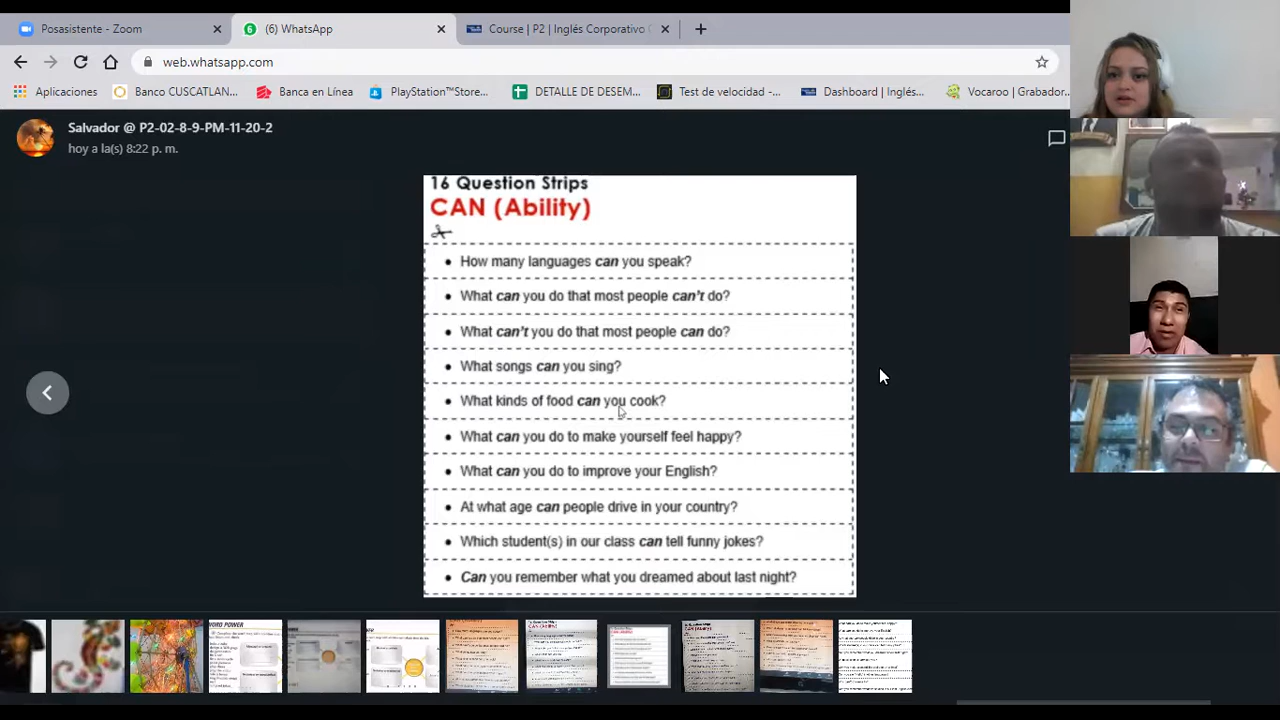 Posasistente - Zoom
(6) WhatsApp
Course | P2 | Inglés Corporativo
web.whatsapp.com
Aplicaciones
Banco CUSCATLAN...
Banca en Línea
PlayStation™Store...
DETALLE DE DESEM...
Test de velocidad -...
Dashboard | Inglés...
Vocaroo | Grabador...
Salvador @ P2-02-8-9-PM-11-20-2
hoy a la(s) 8:22 p. m.
16 Question Strips
CAN (Ability)
• How many languages can you speak?
• What can you do that most people can't do?
• What can't you do that most people can do?
• What songs can you sing?
• What kinds of food can you cook?
• What can you do to make yourself feel happy?
• What can you do to improve your English?
• At what age can people drive in your country?
• Which student(s) in our class can tell funny jokes?
• Can you remember what you dreamed about last night?
WORD POWER